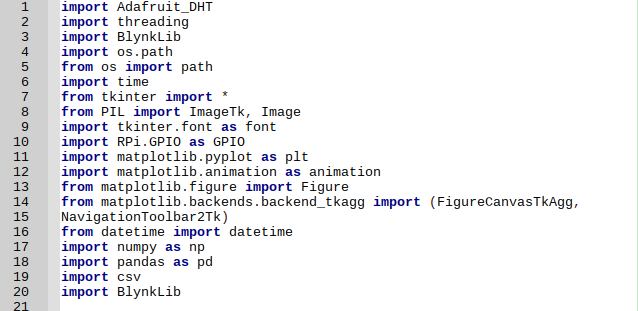 1 import Adafruit_DHT
2 import threading
3 import BlynkLib
4 import os.path
5 from os import path
6 import time
7 from tkinter import *
8 from PIL import ImageTk, Image
9 import tkinter.font as font
10 import RPi.GPIO as GPIO
11 import matplotlib.pyplot as plt
12 import matplotlib.animation as animation
13 from matplotlib.figure import Figure
14 from matplotlib.backends.backend_tkagg import (FigureCanvasTkAgg,
15 NavigationToolbar2Tk)
16 from datetime import datetime
17 import numpy as np
18 import pandas as pd
19 import csv
20 import BlynkLib
21